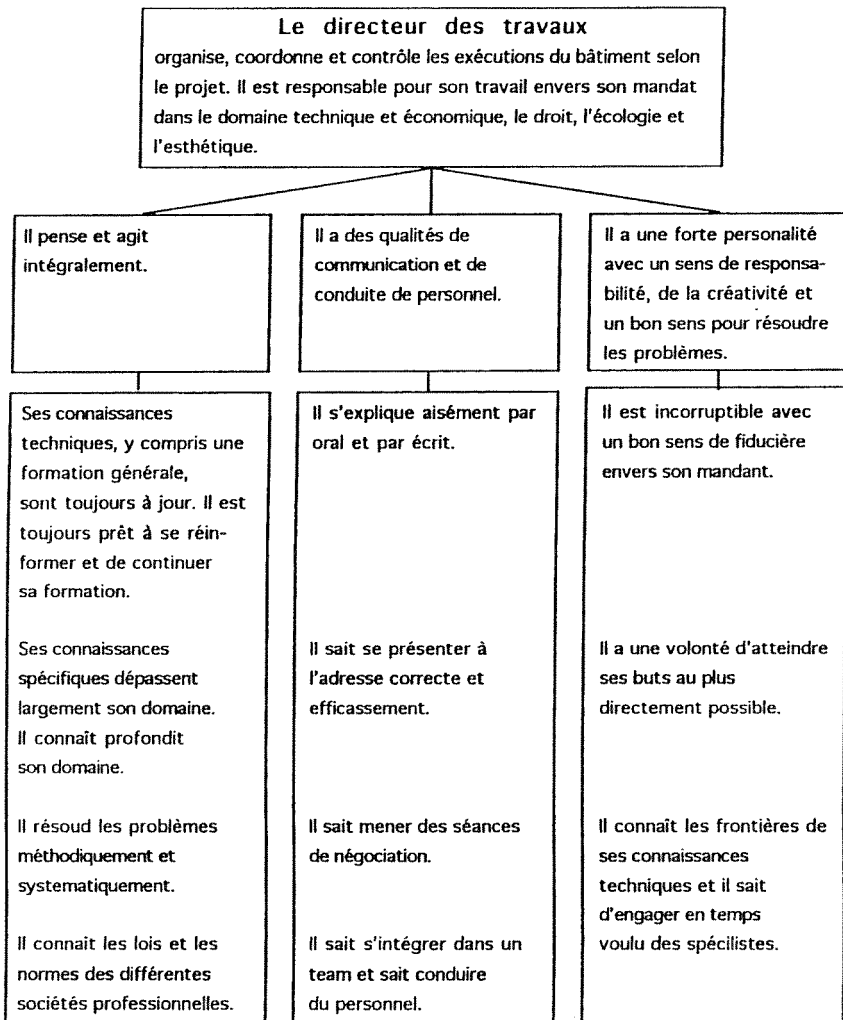 Le directeur des travaux
organise, coordonne et contrôle les exécutions du bâtiment selon
le projet. Il est responsable pour son travail envers son mandat
dans le domaine technique et économique, le droit, l'écologie et
l'esthétique.
Il pense et agit
intégralement.
Il a des qualités de
communication et de
conduite de personnel.
Il a une forte personalité
avec un sens de responsa-
bilité, de la créativité et
un bon sens pour résoudre
les problèmes.
Ses connaissances
techniques, y compris une
formation générale,
sont toujours à jour. Il est
toujours prêt à se réin-
former et de continuer
sa formation.
Ses connaissances
spécifiques dépassent
largement son domaine.
Il connaît profondit
son domaine.
Il résoud les problèmes
méthodiquement et
systematiquement.
Il connaît les lois et les
normes des différentes
sociétés professionnelles.
Il s'explique aisément par
oral et par écrit.
Il sait se présenter à
l'adresse correcte et
efficassement.
Il sait mener des séances
de négociation.
Il sait s'intégrer dans un
team et sait conduire
du personnel.
Il est incorruptible avec
un bon sens de fiducière
envers son mandant.
Il a une volonté d'atteindre
ses buts au plus
directement possible.
Il connaît les frontières de
ses connaissances
techniques et il sait
d'engager en temps
voulu des spécilistes.